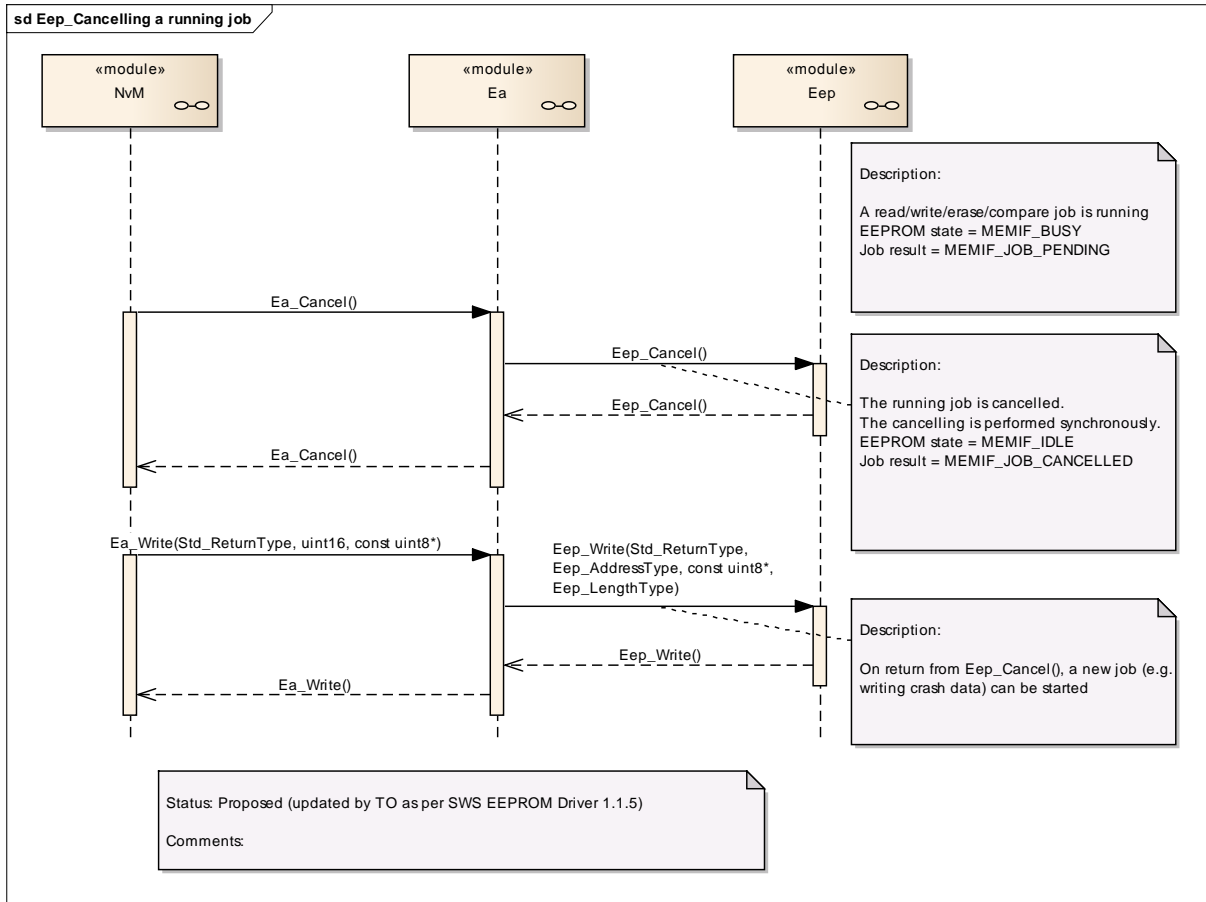 sd Eep_Cancelling a running job
«module»
NvM
«module»
Ea
«module»
Eep
Description:
A read/write/erase/compare job is running
EEPROM state = MEMIF_BUSY
Job result = MEMIF_JOB_PENDING
Ea_Cancel()
Eep_Cancel()
Description:
The running job is cancelled.
The cancelling is performed synchronously.
EEPROM state = MEMIF_IDLE
Job result = MEMIF_JOB_CANCELLED
Eep_Cancel()
Ea_Cancel()
Ea_Write(Std_ReturnType, uint16, const uint8*)
Eep_Write(Std_ReturnType,
Eep_AddressType, const uint8*,
Eep_LengthType)
Description:
On return from Eep_Cancel(), a new job (e.g.
writing crash data) can be started
Eep_Write()
Ea_Write()
Status: Proposed (updated by TO as per SWS EEPROM Driver 1.1.5)
Comments: